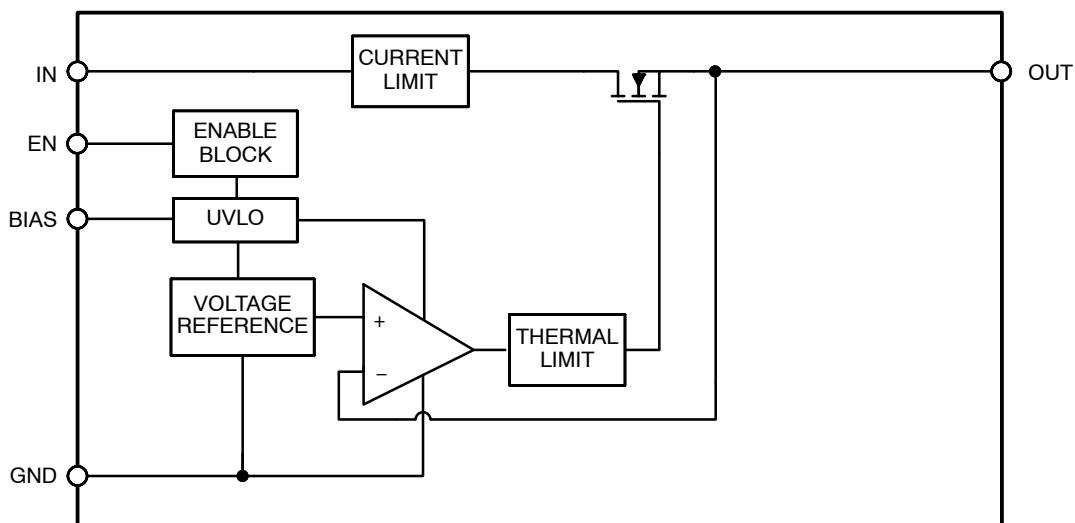 IN
CURRENT
LIMIT
OUT
EN
ENABLE
BLOCK
BIAS
UVLO
VOLTAGE
REFERENCE
+
−
THERMAL
LIMIT
GND